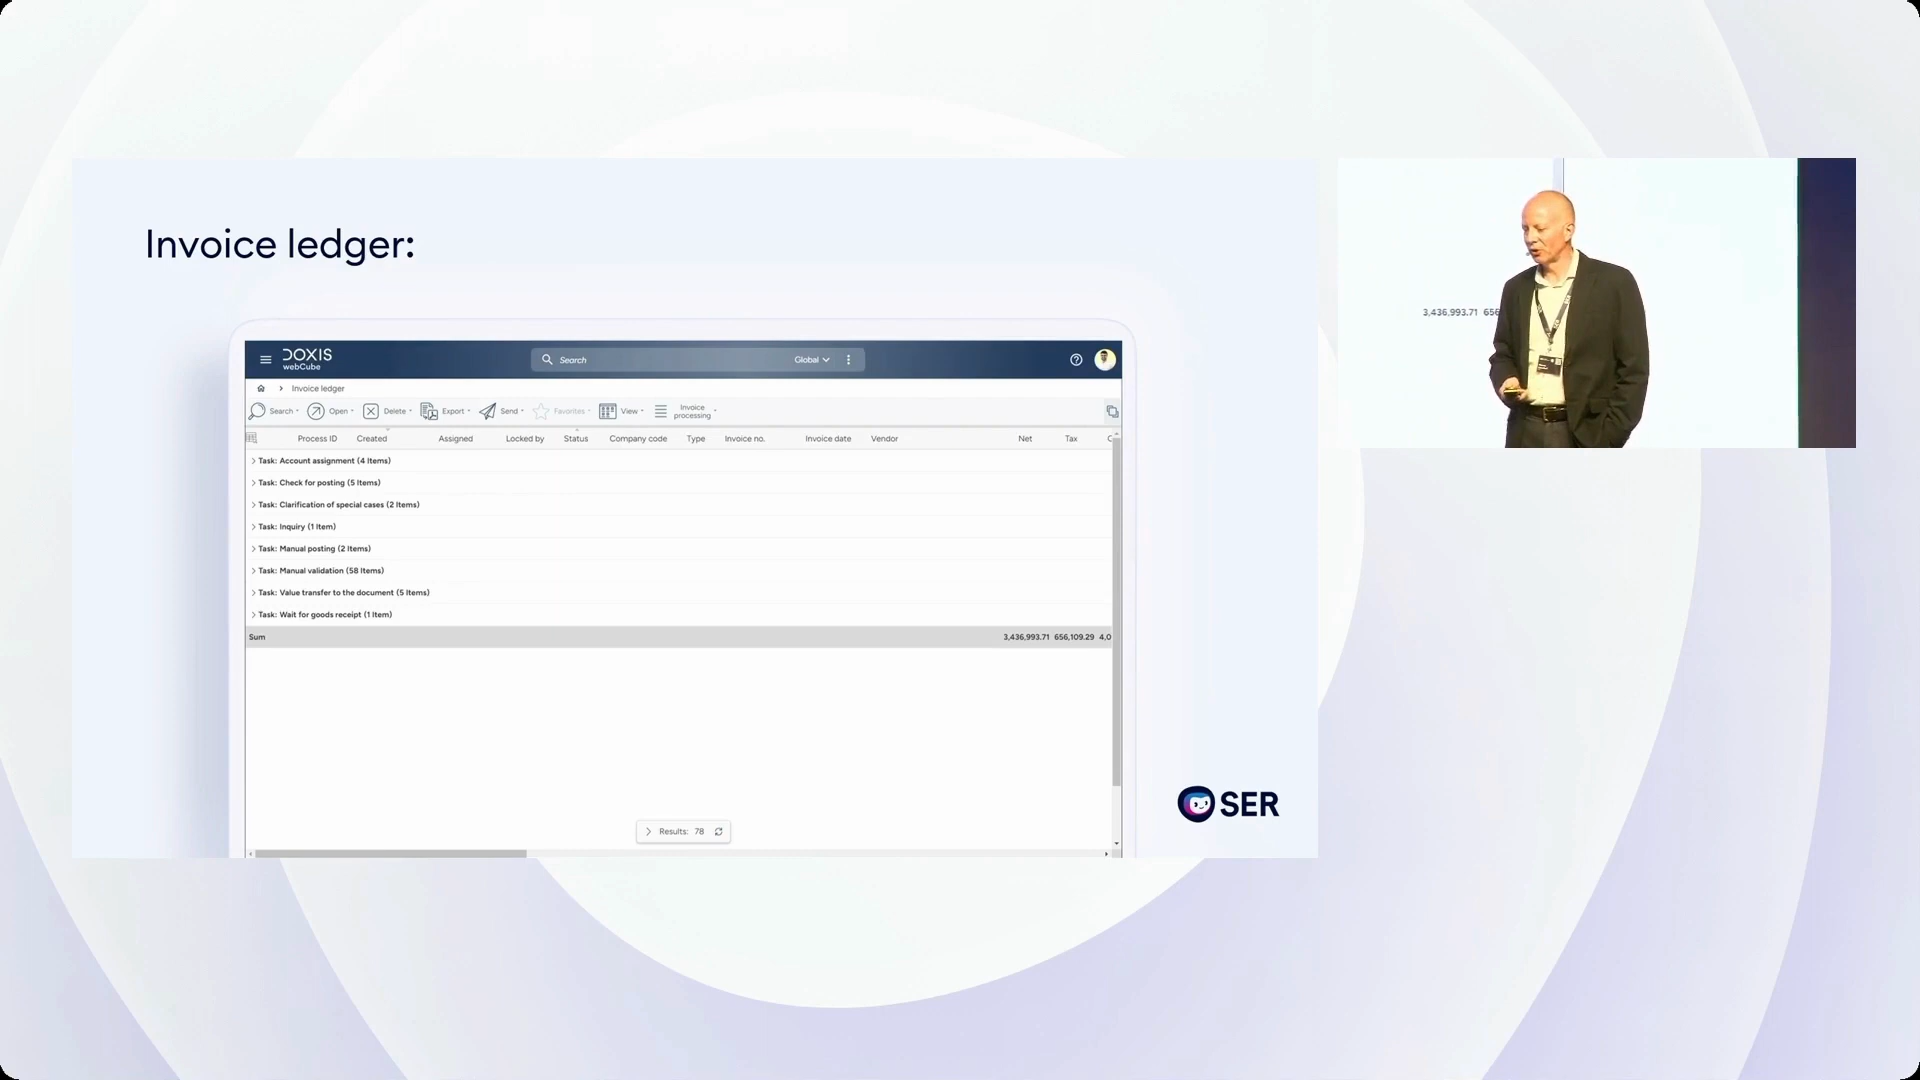 Invoice ledger:
DOXIS
webCube
Search
Global
Invoice ledger
Search
Open
Delete
Export
Send
Favorites
View
Invoice
processing
Process ID Created Assigned Locked by Status Company code Type Invoice no. Invoice date Vendor Net Tax C
Task: Account assignment (4 Items)
Task: Check for posting (5 Items)
Task: Clarification of special cases (2 Items)
Task: Inquiry (1 Item)
Task: Manual posting (2 Items)
Task: Manual validation (58 Items)
Task: Value transfer to the document (5 Items)
Task: Wait for goods receipt (1 Item)
Sum 3,436,993.71 656,109.29 4,0
Results: 78
SER
3,436,993.71 656